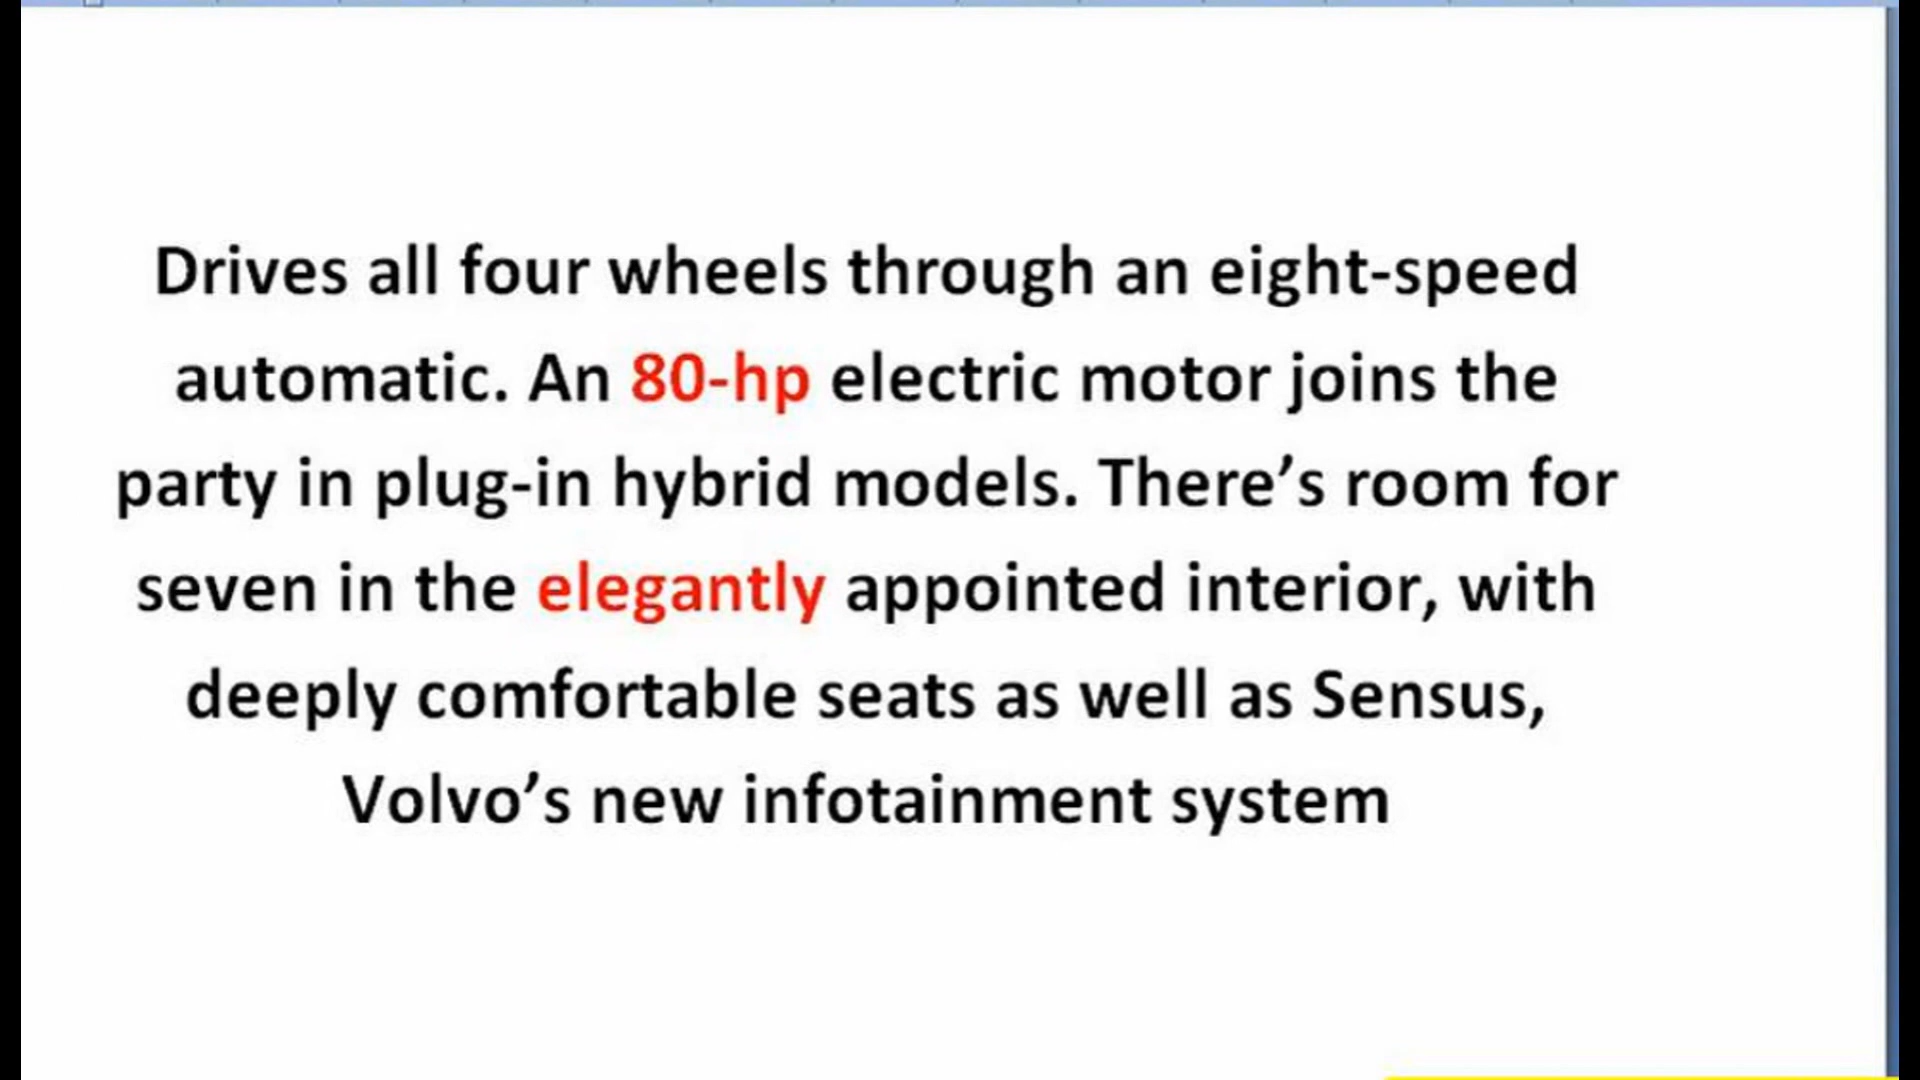 Drives all four wheels through an eight-speed
automatic. An 80-hp electric motor joins the
party in plug-in hybrid models. There’s room for
seven in the elegantly appointed interior, with
deeply comfortable seats as well as Sensus,
Volvo’s new infotainment system